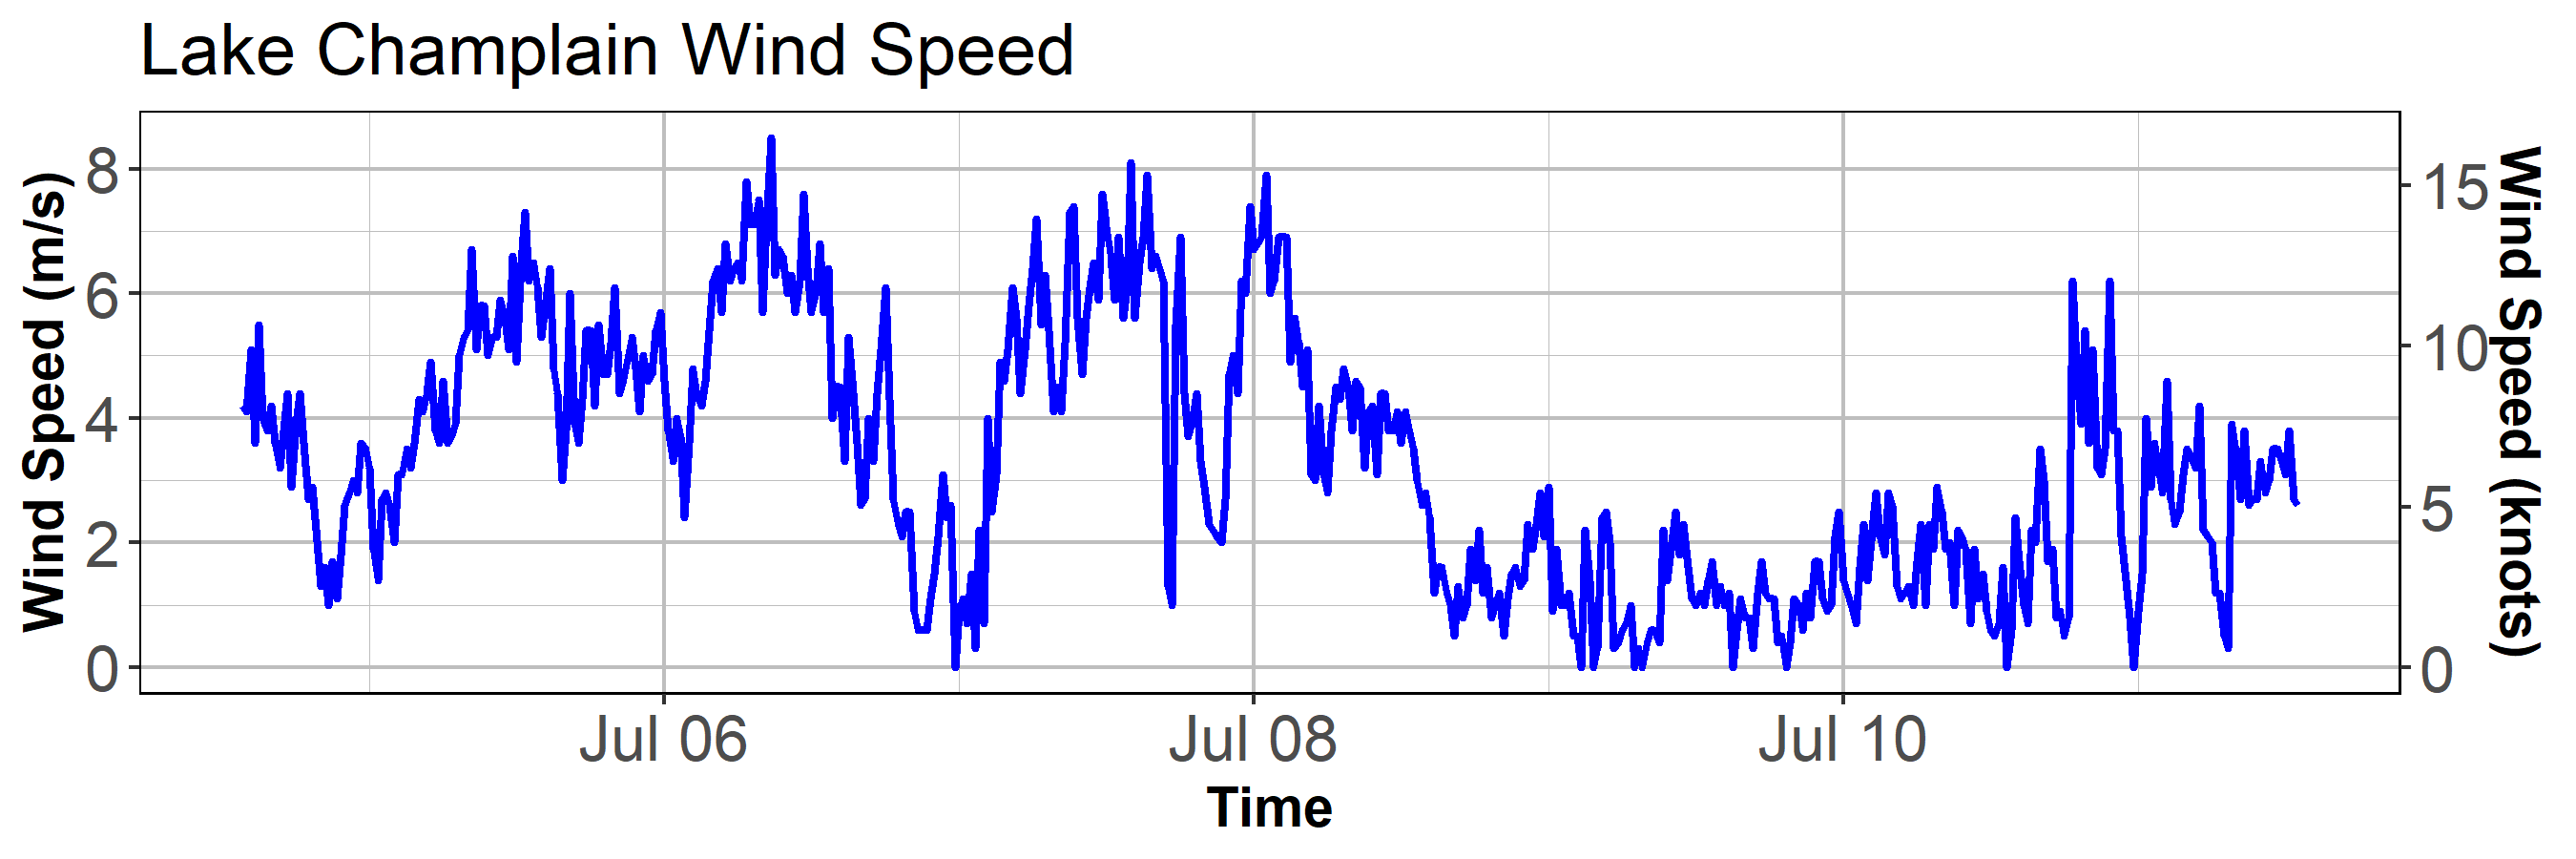 Lake Champlain Wind Speed
Wind Speed (m/s)
8
6
4
2
0
15
10
5
0
Wind Speed (knots)
Jul 06
Jul 08
Jul 10
Time